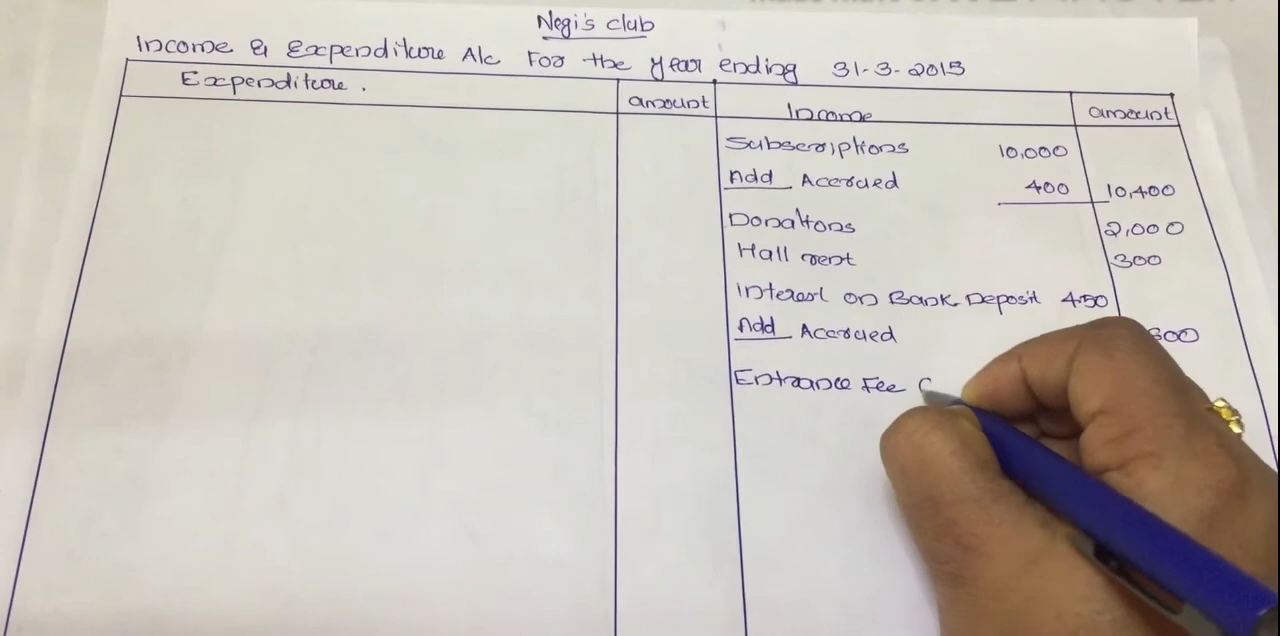 Negi's club
Income & Expenditure A/c For the Year ending 31-3-2015
Expenditure.
amount
Income
amount
Subscriptions 10,000
Add Accrued 400 10,400
Donations 2,000
Hall rent 300
Interest on Bank Deposit 450
Add Accrued
Entrance Fee